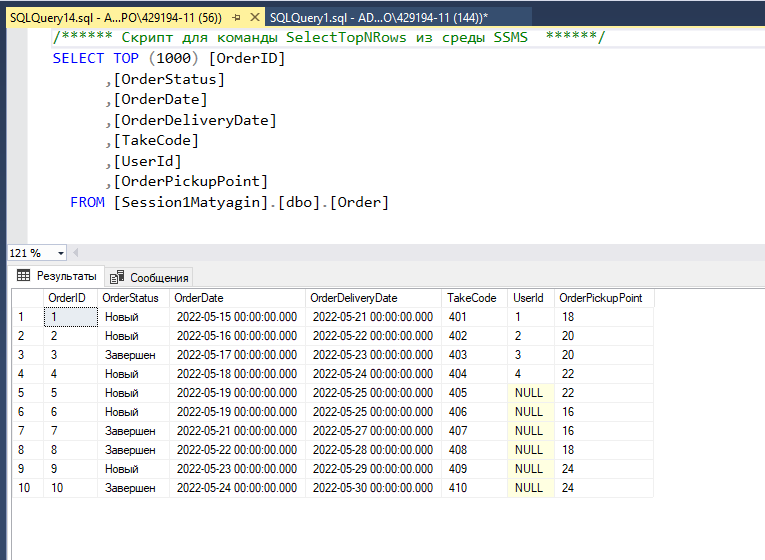 SQLQuery14.sql - A...PO\429194-11 (56)) SQLQuery1.sql - AD...O\429194-11 (144))*
/****** Скрипт для команды SelectTopNRows из среды SSMS ******/
SELECT TOP (1000) [OrderID]
,[OrderStatus]
,[OrderDate]
,[OrderDeliveryDate]
,[TakeCode]
,[UserId]
,[OrderPickupPoint]
FROM [Session1Matyagin].[dbo].[Order]
121 %
Результаты Сообщения
OrderID OrderStatus OrderDate OrderDeliveryDate TakeCode UserId OrderPickupPoint
1 1 Новый 2022-05-15 00:00:00.000 2022-05-21 00:00:00.000 401 1 18
2 2 Новый 2022-05-16 00:00:00.000 2022-05-22 00:00:00.000 402 2 20
3 3 Завершен 2022-05-17 00:00:00.000 2022-05-23 00:00:00.000 403 3 20
4 4 Новый 2022-05-18 00:00:00.000 2022-05-24 00:00:00.000 404 4 22
5 5 Новый 2022-05-19 00:00:00.000 2022-05-25 00:00:00.000 405 NULL 22
6 6 Новый 2022-05-19 00:00:00.000 2022-05-25 00:00:00.000 406 NULL 16
7 7 Завершен 2022-05-21 00:00:00.000 2022-05-27 00:00:00.000 407 NULL 16
8 8 Завершен 2022-05-22 00:00:00.000 2022-05-28 00:00:00.000 408 NULL 18
9 9 Новый 2022-05-23 00:00:00.000 2022-05-29 00:00:00.000 409 NULL 24
10 10 Завершен 2022-05-24 00:00:00.000 2022-05-30 00:00:00.000 410 NULL 24